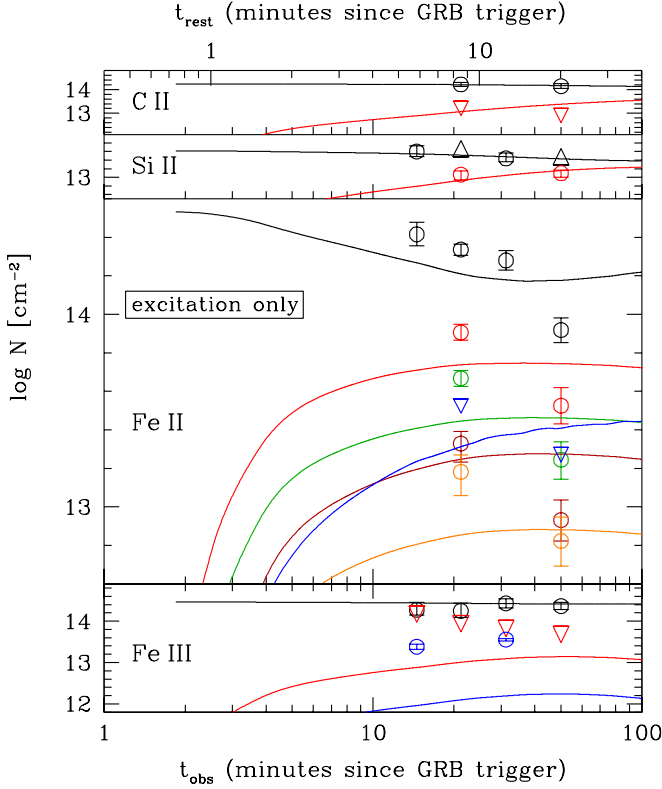 t_rest (minutes since GRB trigger)
1 10
14
13
C II
13
Si II
log N [cm⁻²]
14
excitation only
Fe II
13
14
13
12
Fe III
1 10 100
t_obs (minutes since GRB trigger)